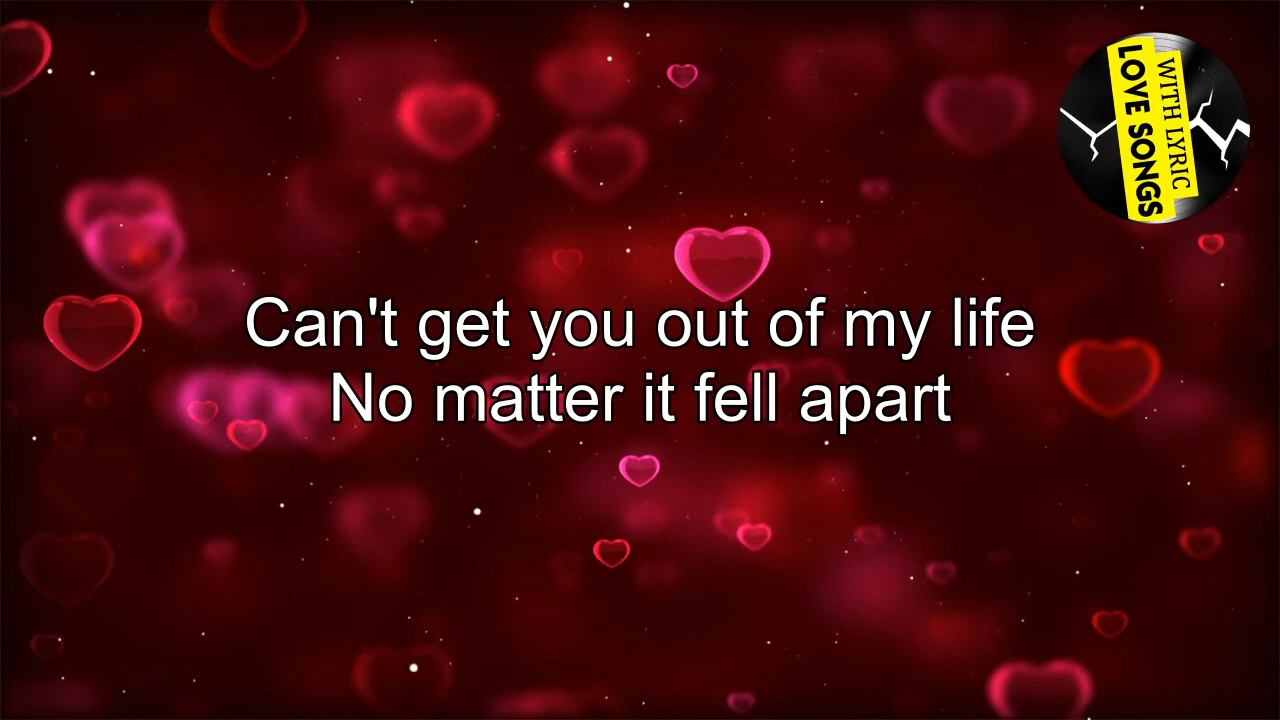 WITH LYRIC
LOVE SONGS
Can't get you out of my life
No matter it fell apart